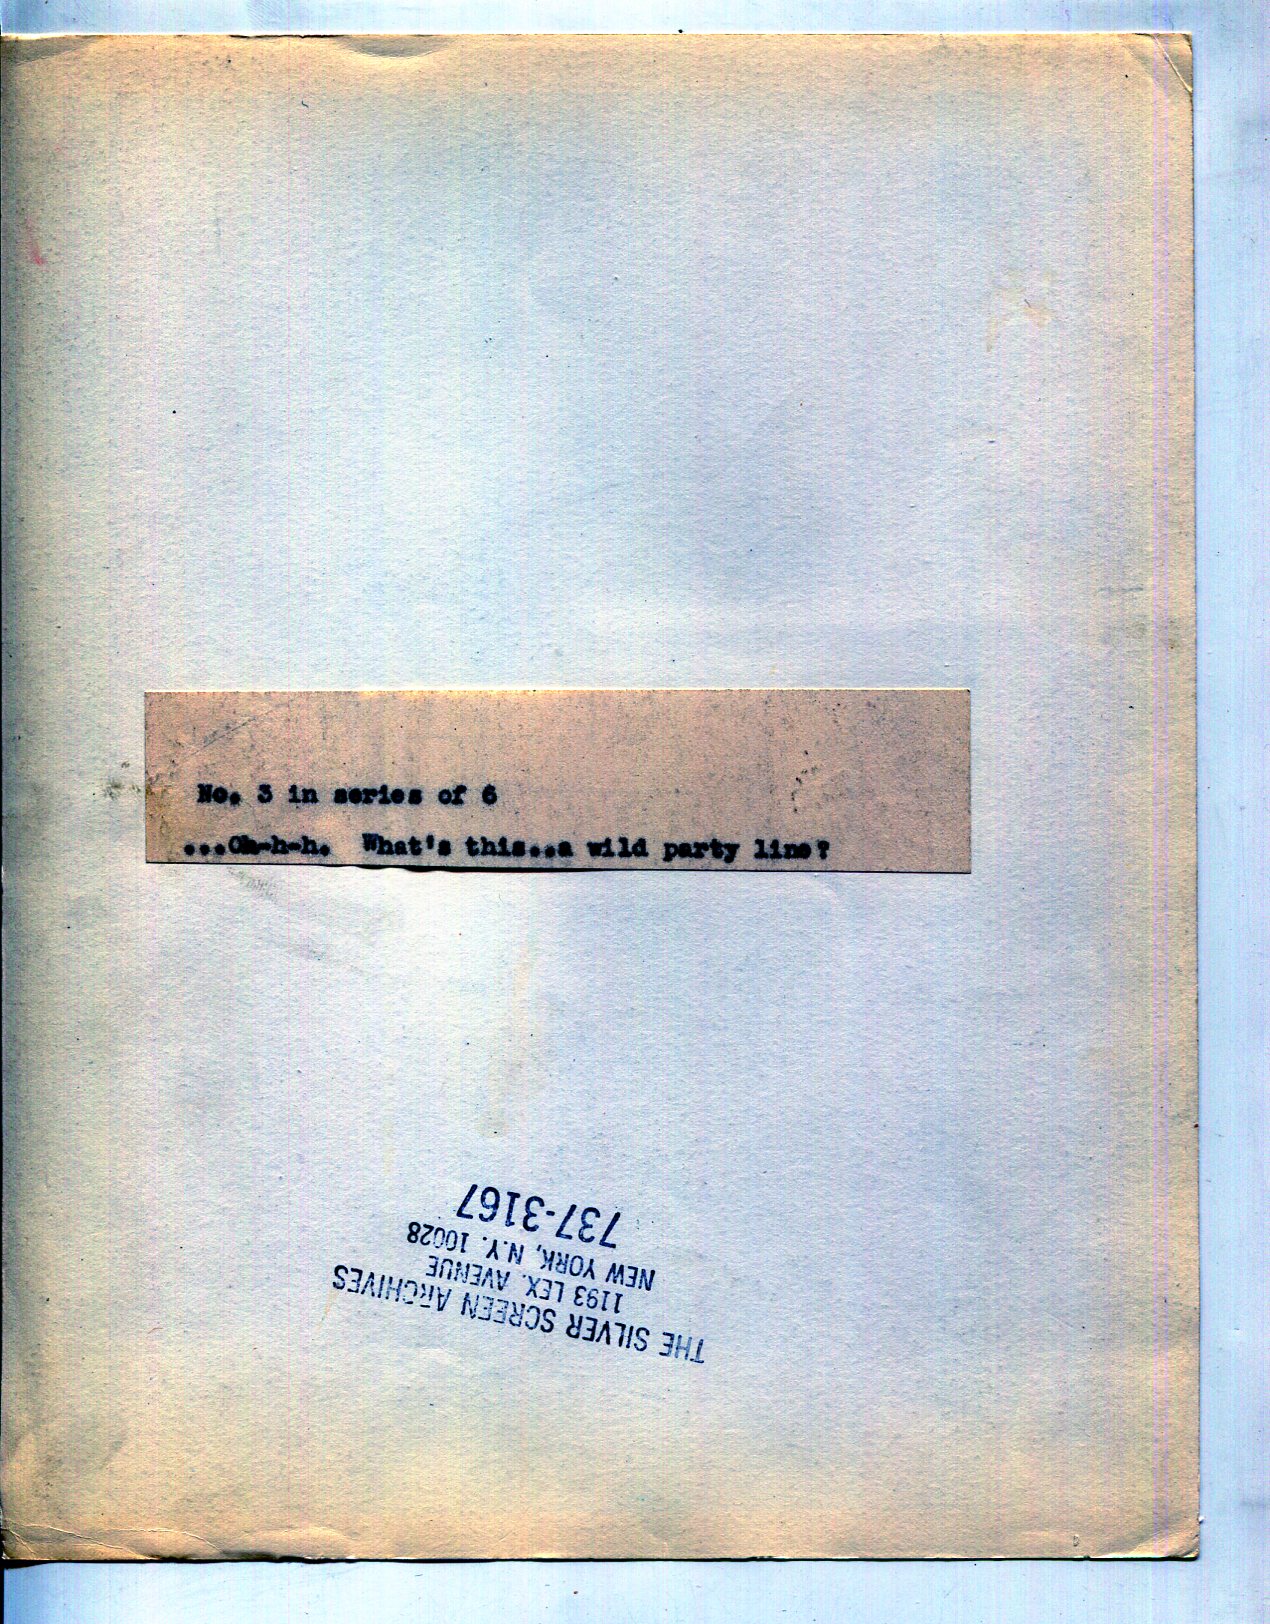 No. 3 in series of 6
...Oh-h-h. What's this..a wild party line?
THE SILVER SCREEN ARCHIVES
1193 LEX. AVENUE
NEW YORK, N.Y. 10028
737-3167